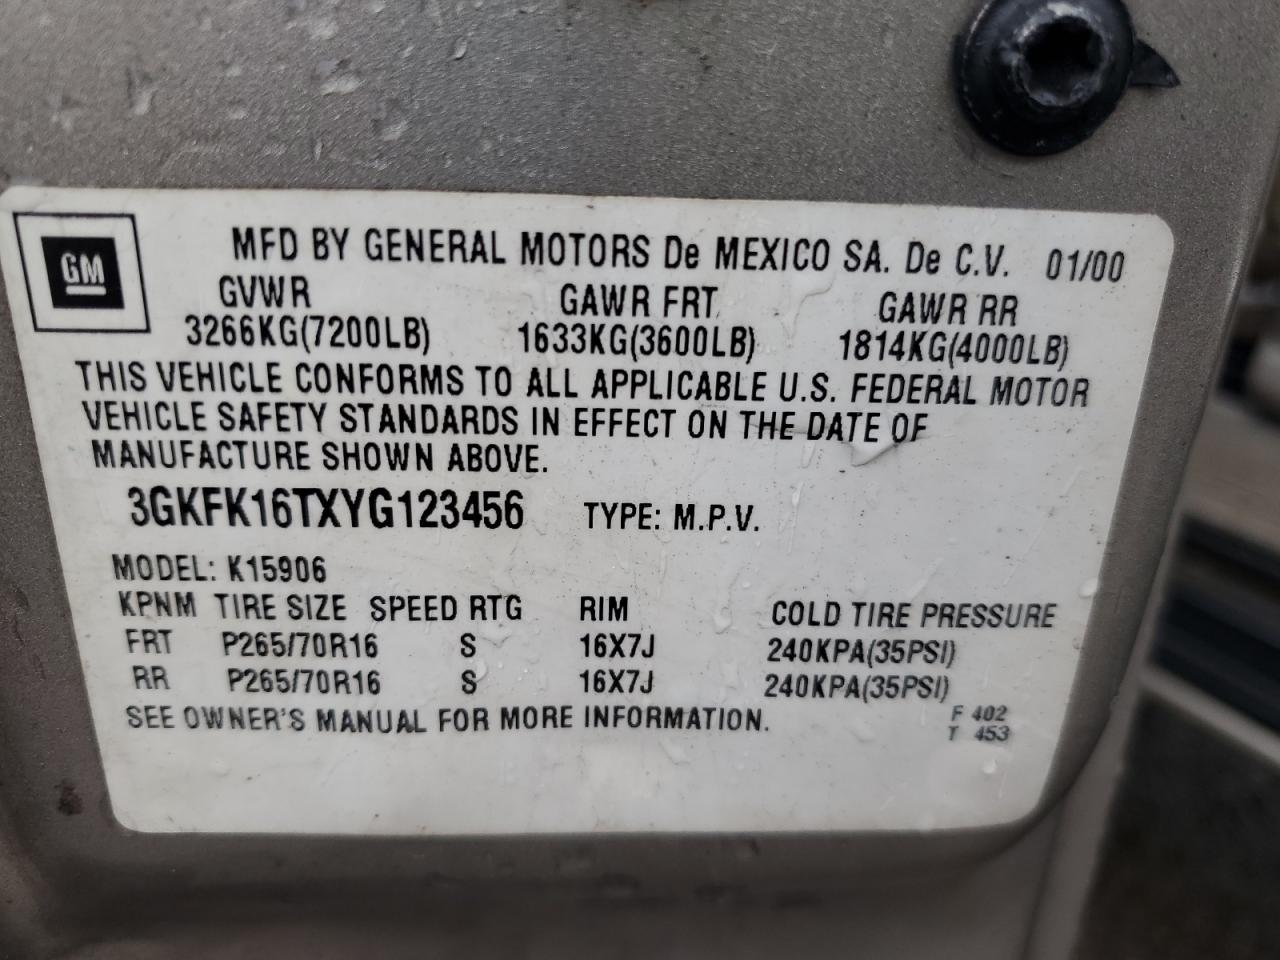 GM
MFD BY GENERAL MOTORS De MEXICO SA. De C.V. 01/00
GVWR GAWR FRT GAWR RR
3266KG(7200LB) 1633KG(3600LB) 1814KG(4000LB)
THIS VEHICLE CONFORMS TO ALL APPLICABLE U.S. FEDERAL MOTOR
VEHICLE SAFETY STANDARDS IN EFFECT ON THE DATE OF
MANUFACTURE SHOWN ABOVE.
3GKFK16TXYG123456 TYPE: M.P.V.
MODEL: K15906
KPNM TIRE SIZE SPEED RTG RIM COLD TIRE PRESSURE
FRT P265/70R16 S 16X7J 240KPA(35PSI)
RR P265/70R16 S 16X7J 240KPA(35PSI)
SEE OWNER'S MANUAL FOR MORE INFORMATION.
F 402
T 453